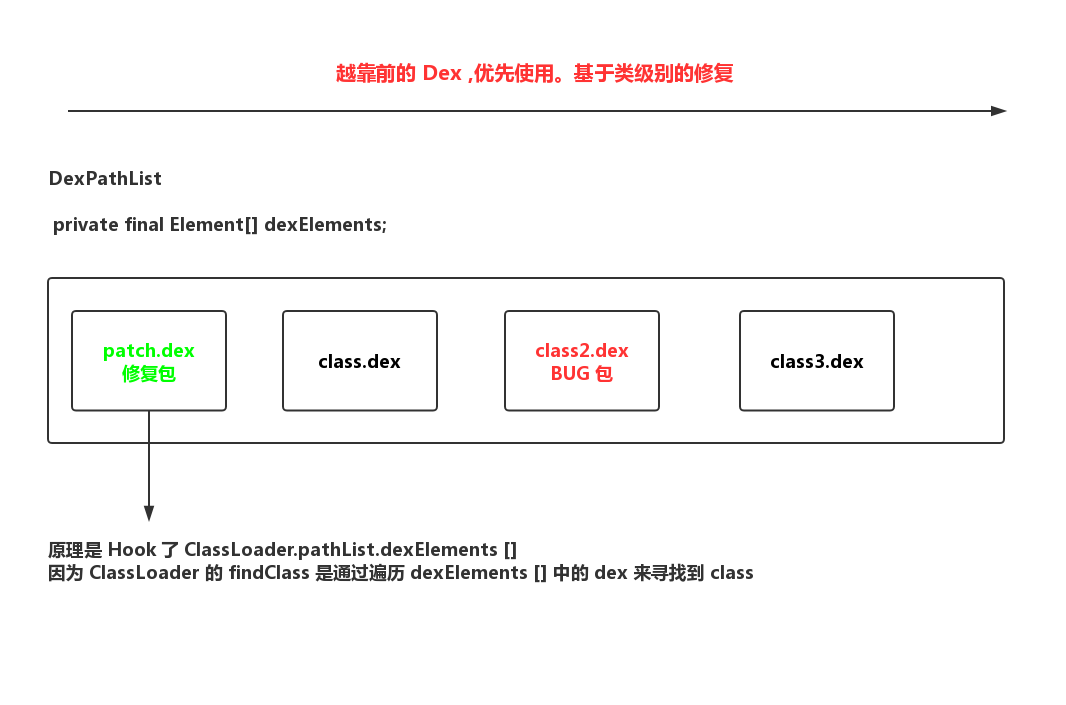 越靠前的 Dex ,优先使用。基于类级别的修复
DexPathList
private final Element[] dexElements;
patch.dex
修复包
class.dex
class2.dex
BUG 包
class3.dex
原理是 Hook 了 ClassLoader.pathList.dexElements []
因为 ClassLoader 的 findClass 是通过遍历 dexElements [] 中的 dex 来寻找到 class